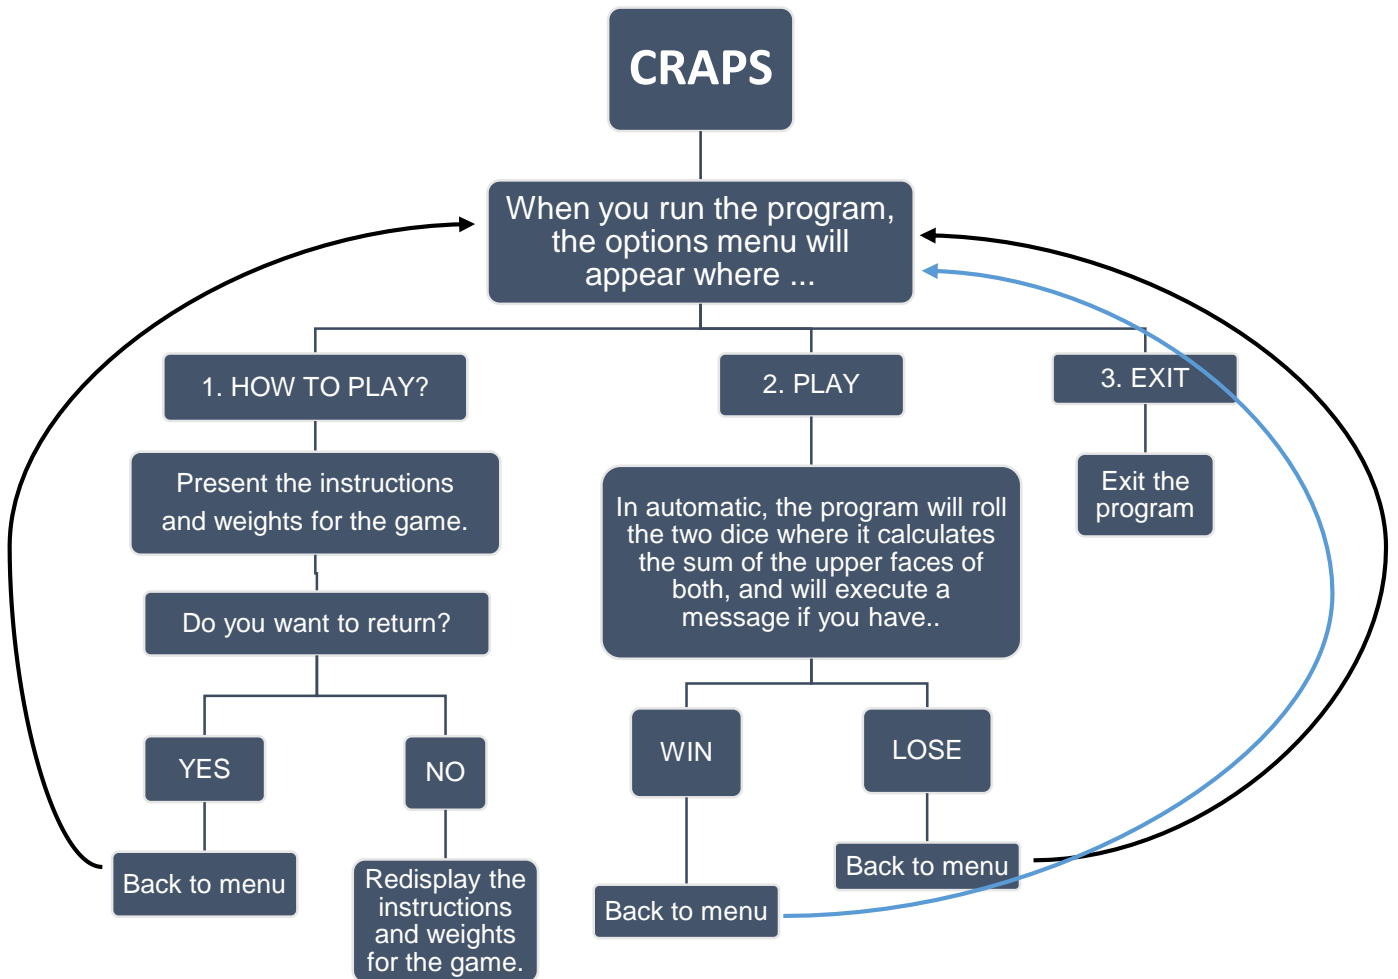 CRAPS
When you run the program,
the options menu will
appear where ...
1. HOW TO PLAY?
2. PLAY
3. EXIT
Present the instructions
and weights for the game.
In automatic, the program will roll
the two dice where it calculates
the sum of the upper faces of
both, and will execute a
message if you have..
Exit the
program
Do you want to return?
YES
NO
WIN
LOSE
Back to menu
Redisplay the
instructions
and weights
for the game.
Back to menu
Back to menu